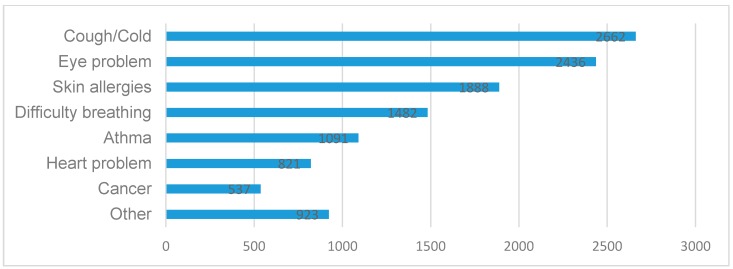 Cough/Cold 2662
Eye problem 2436
Skin allergies 1888
Difficulty breathing 1482
Athma 1091
Heart problem 821
Cancer 537
Other 923
0 500 1000 1500 2000 2500 3000